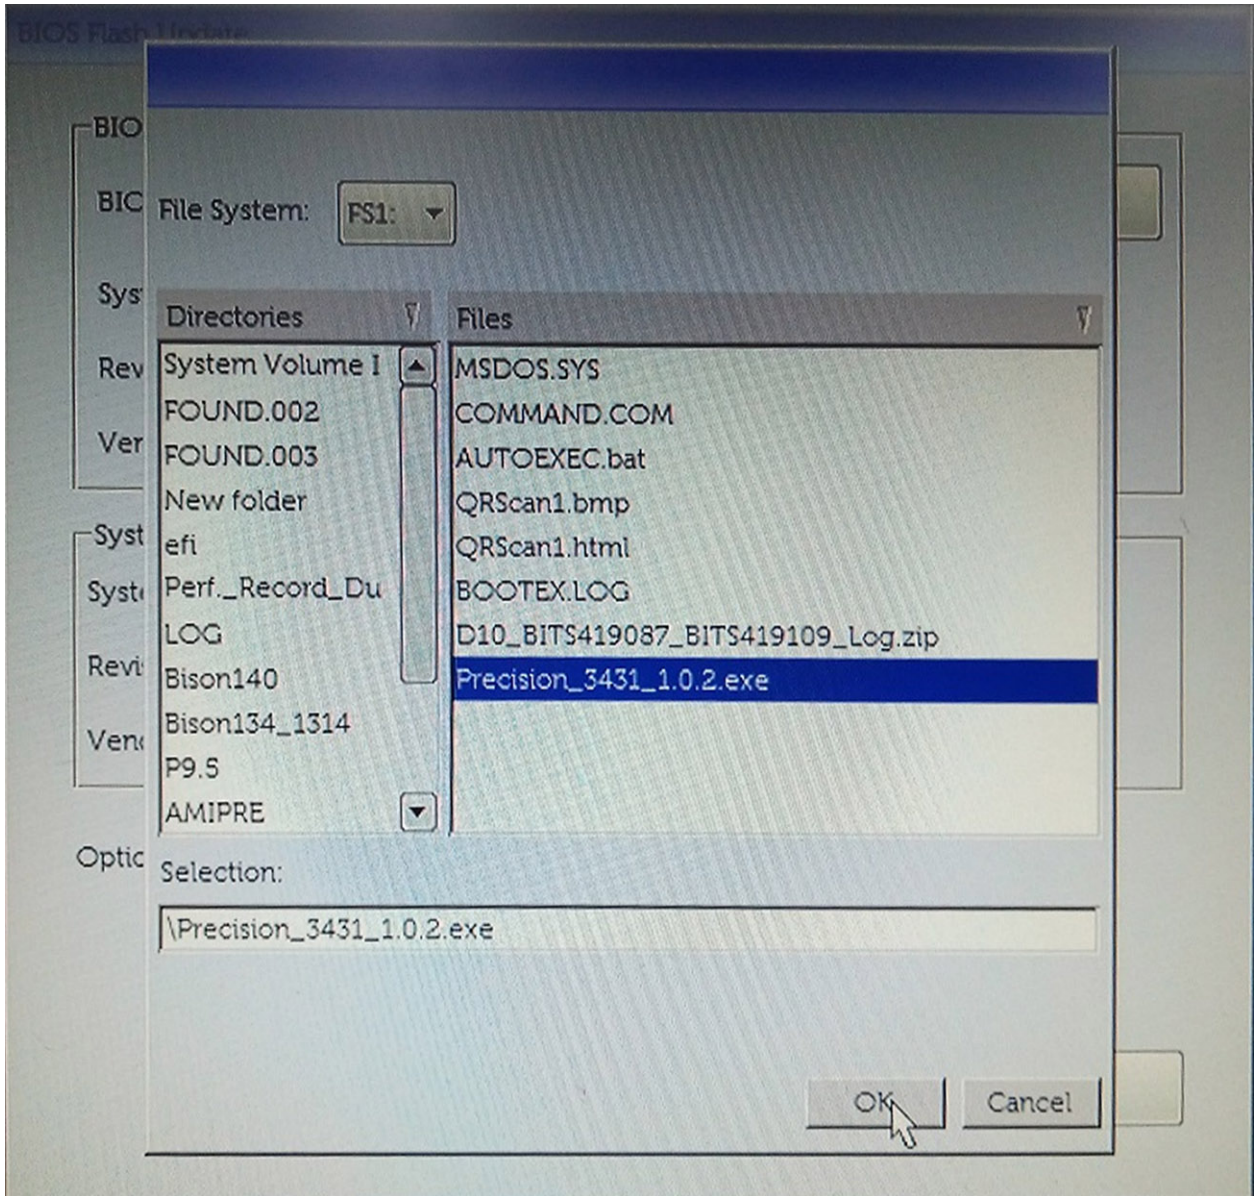 BIOS Flash Update
BIO
BIC
File System:
FS1:
Sys
Directories
Files
Rev
System Volume I
MSDOS.SYS
FOUND.002
COMMAND.COM
Ver
FOUND.003
AUTOEXEC.bat
New folder
QRScan1.bmp
Syst
efi
QRScan1.html
Syst
Perf._Record_Du
BOOTEX.LOG
LOG
D10_BITS419087_BITS419109_Log.zip
Revi
Bison140
Precision_3431_1.0.2.exe
Bison134_1314
Ven
P9.5
AMIPRE
Optic
Selection:
\Precision_3431_1.0.2.exe
OK
Cancel